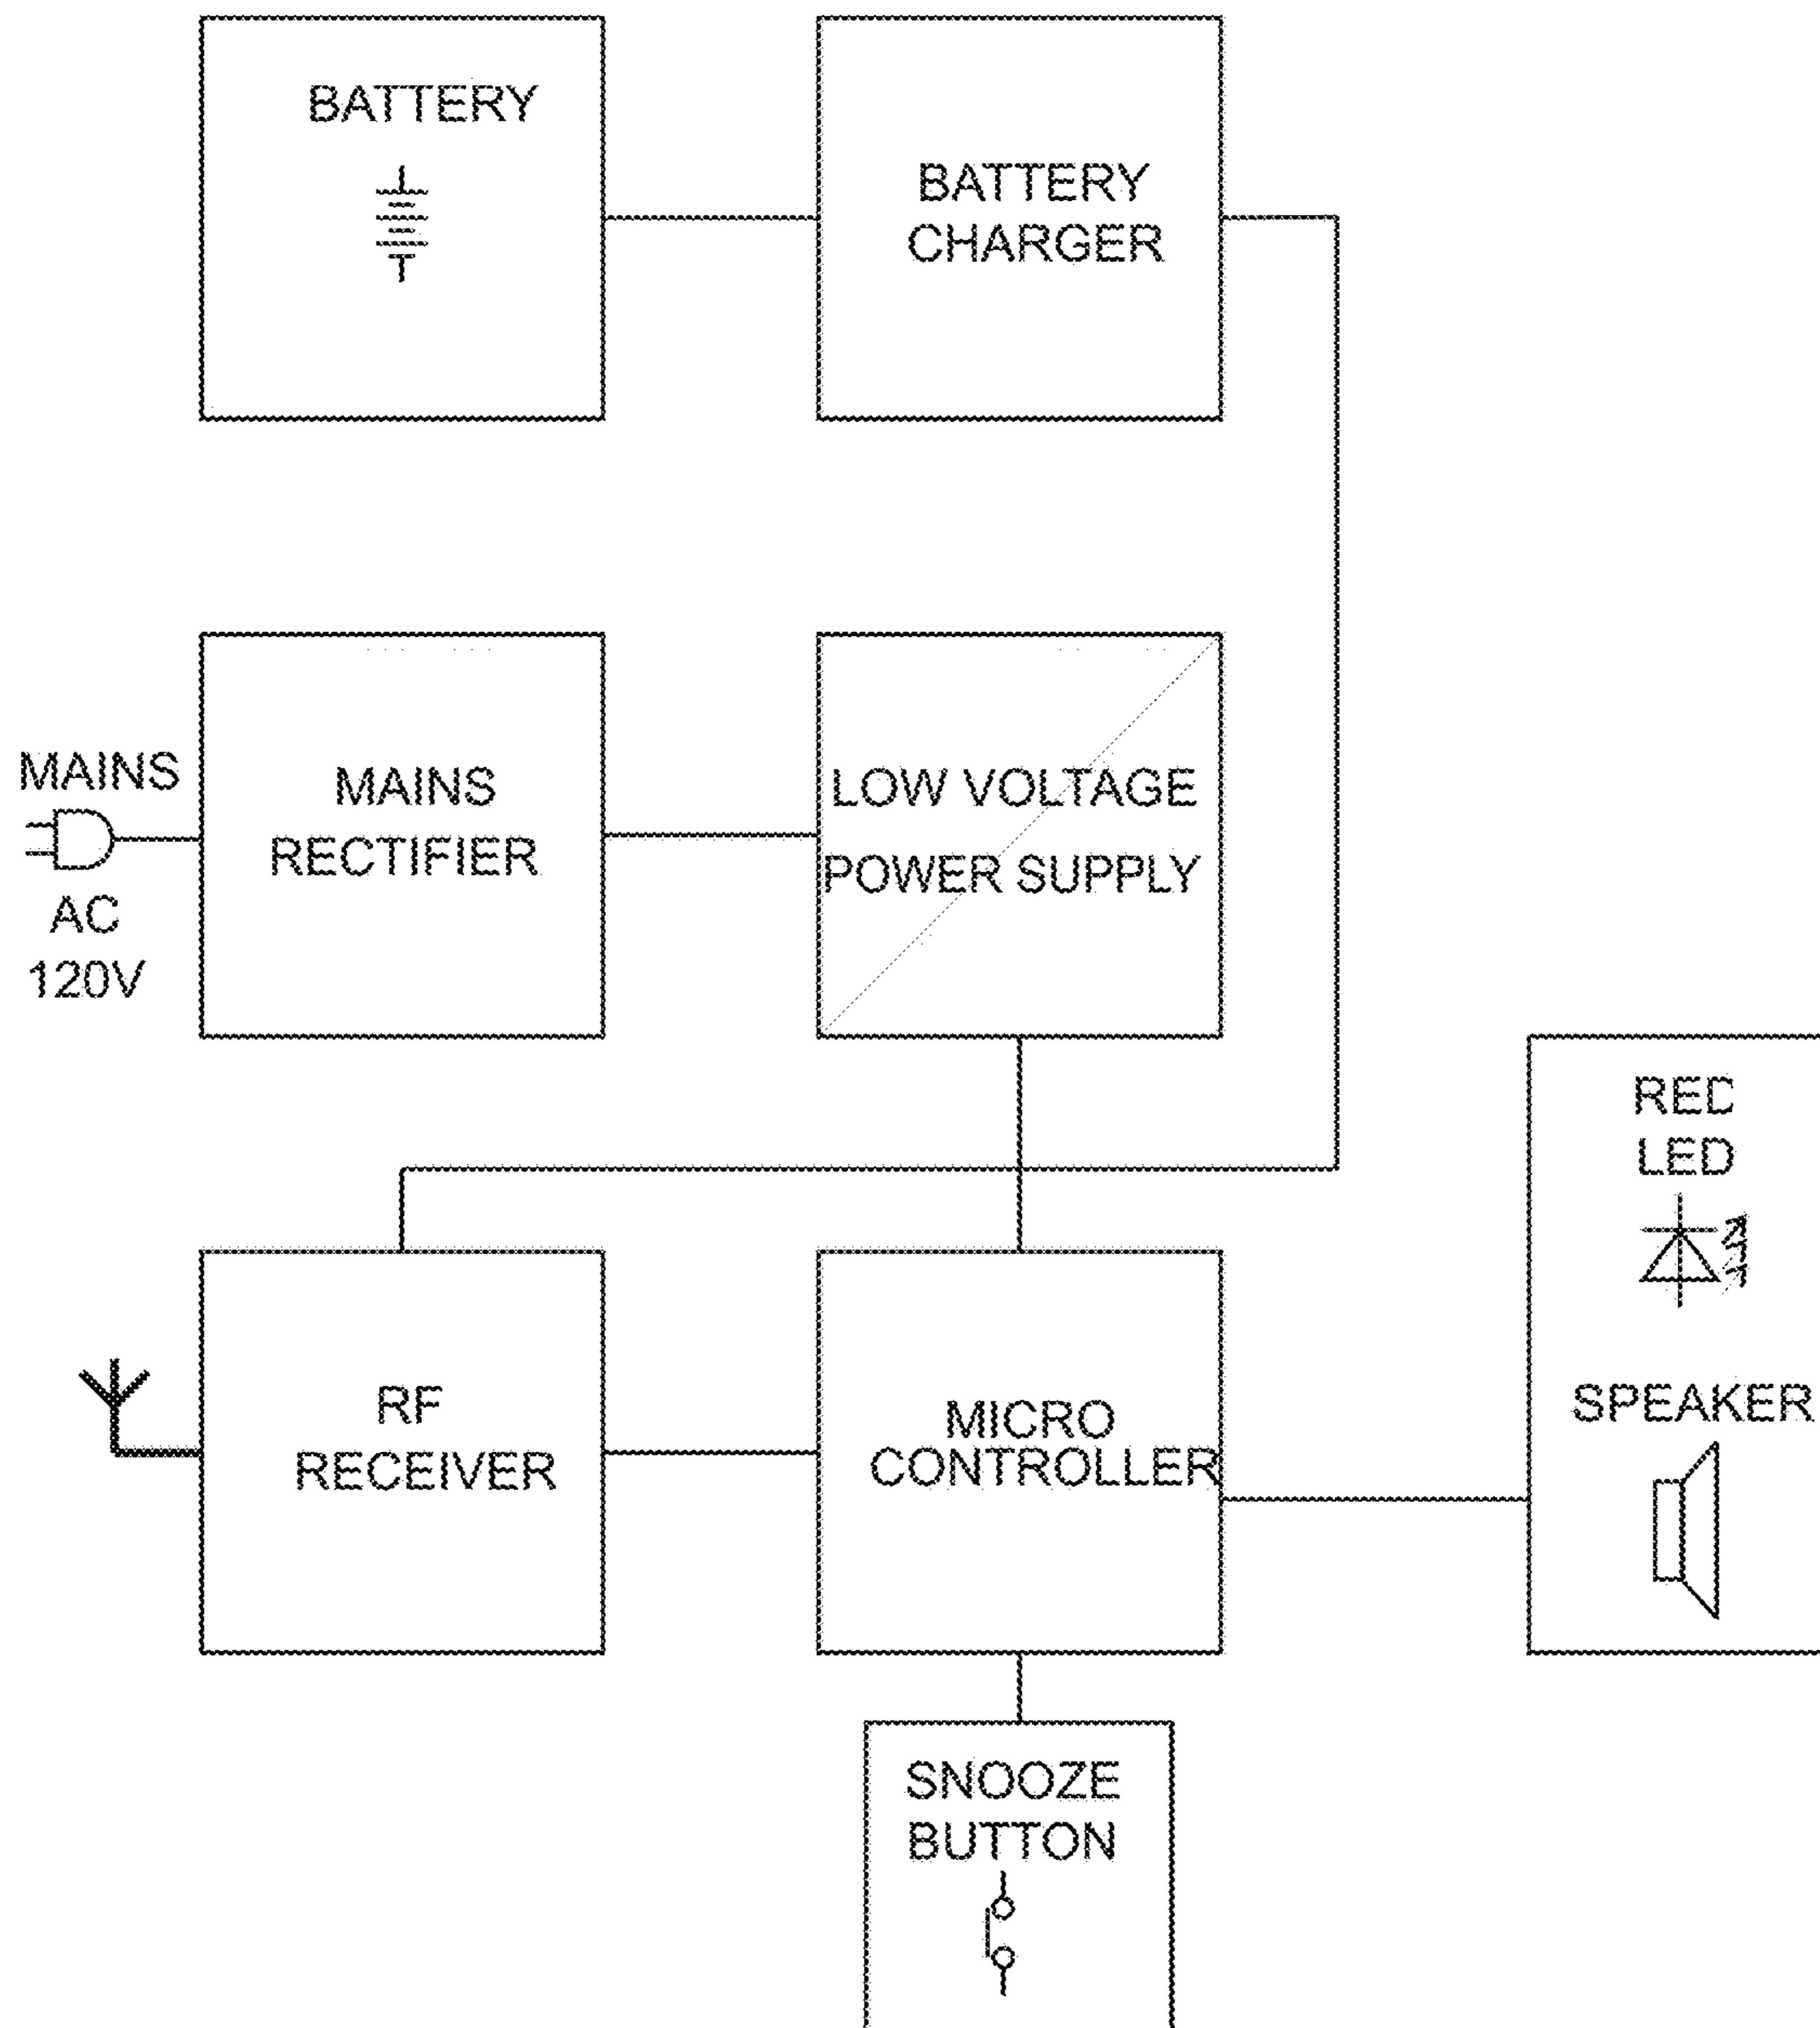 BATTERY
BATTERY
CHARGER
MAINS
AC
120V
MAINS
RECTIFIER
LOW VOLTAGE
POWER SUPPLY
RF
RECEIVER
MICRO
CONTROLLER
RED
LED
SPEAKER
SNOOZE
BUTTON